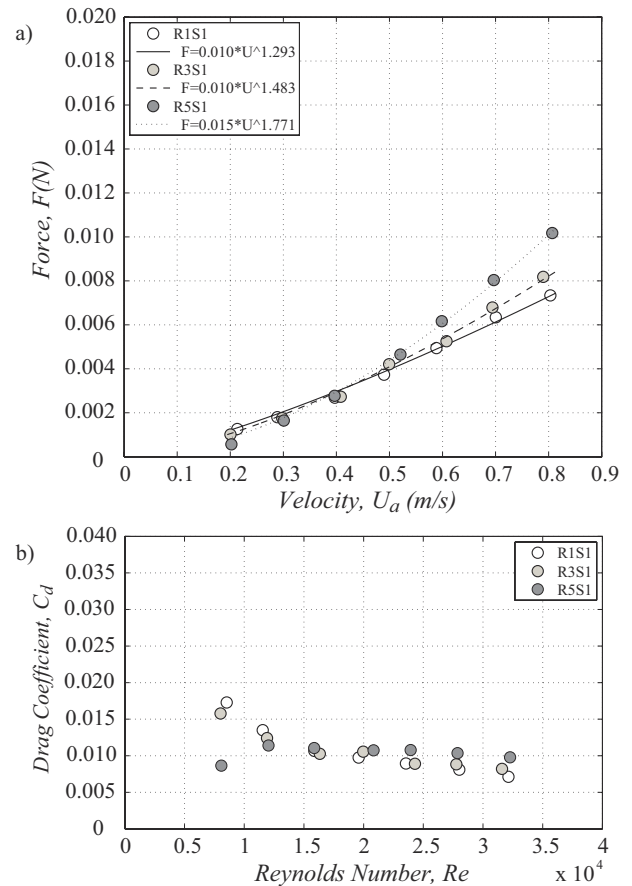 a)
0.020
0.018
0.016
0.014
0.012
0.010
0.008
0.006
0.004
0.002
0
Force, F(N)
R1S1
F=0.010*U^1.293
R3S1
F=0.010*U^1.483
R5S1
F=0.015*U^1.771
0 0.1 0.2 0.3 0.4 0.5 0.6 0.7 0.8 0.9
Velocity, U_a (m/s)
b)
0.040
0.035
0.030
0.025
0.020
0.015
0.010
0.005
0
Drag Coefficient, C_d
R1S1
R3S1
R5S1
0 0.5 1 1.5 2 2.5 3 3.5 4
x 10^4
Reynolds Number, Re